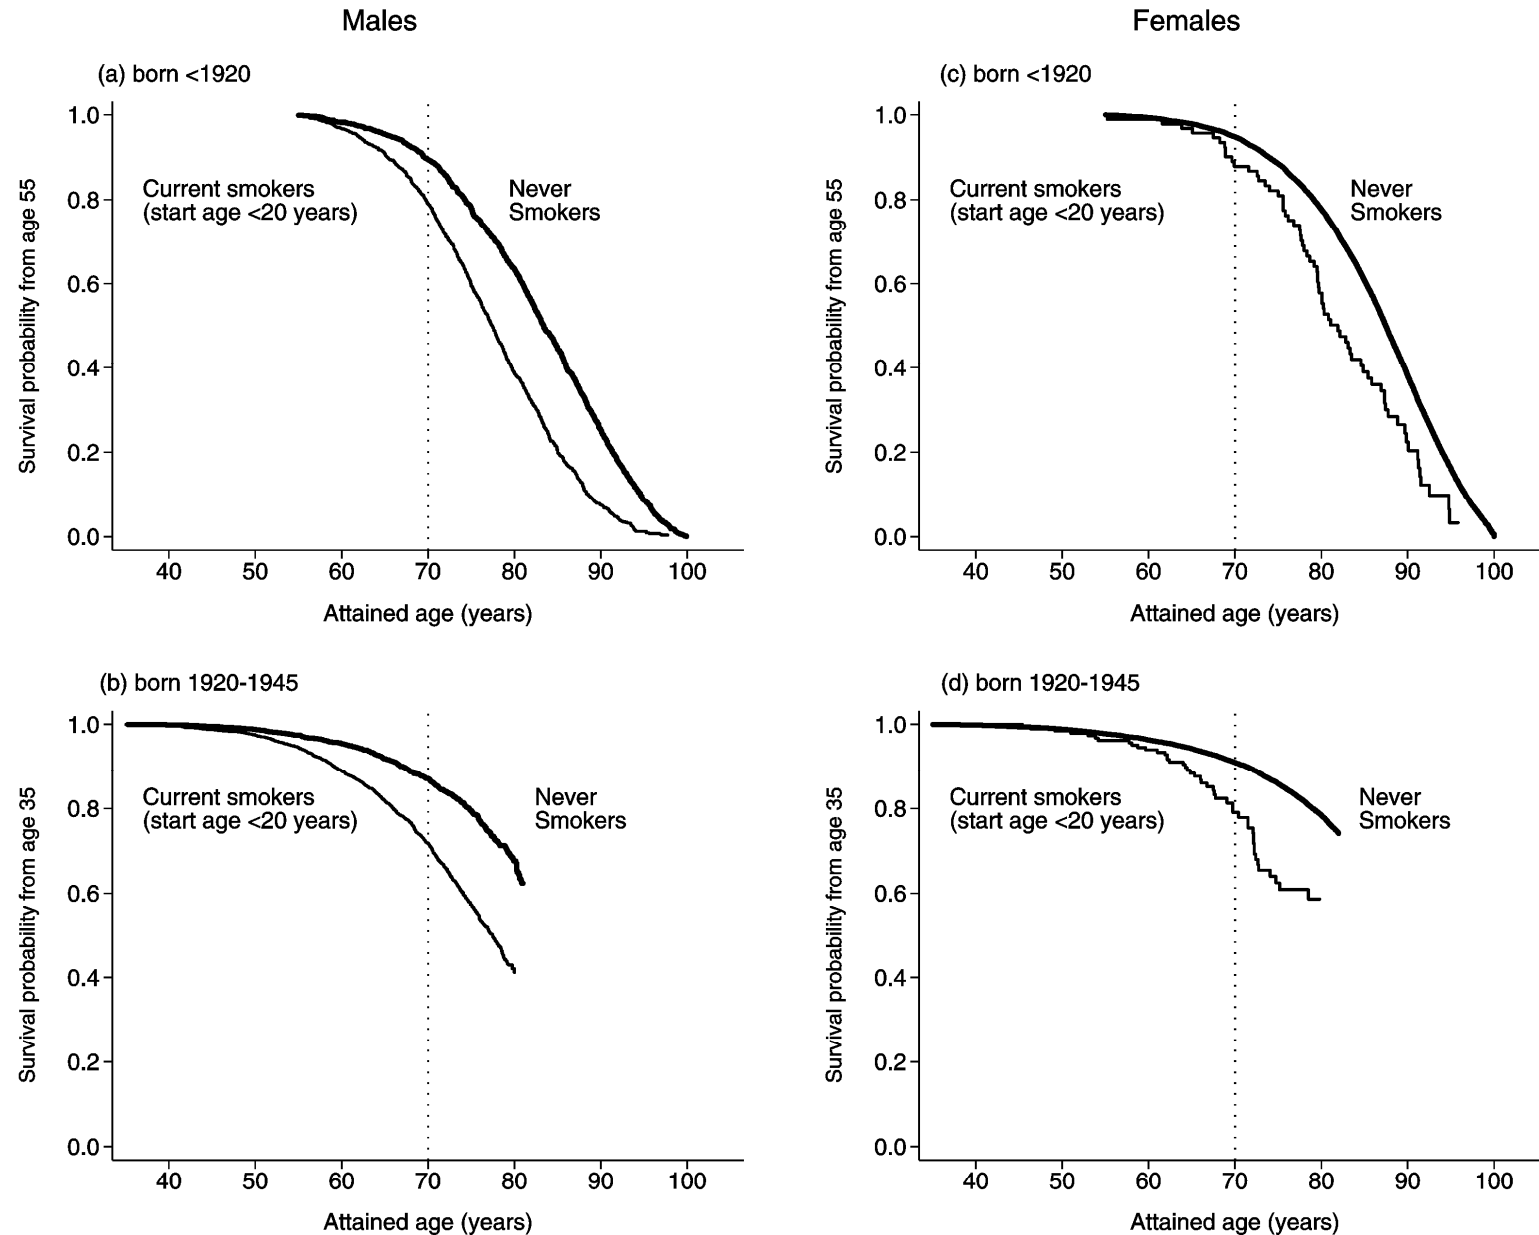 Males
Females
(a) born <1920
Survival probability from age 55
1.0
0.8
0.6
0.4
0.2
0.0
Current smokers
(start age <20 years)
Never
Smokers
40 50 60 70 80 90 100
Attained age (years)
(c) born <1920
Survival probability from age 55
1.0
0.8
0.6
0.4
0.2
0.0
Current smokers
(start age <20 years)
Never
Smokers
40 50 60 70 80 90 100
Attained age (years)
(b) born 1920-1945
Survival probability from age 35
1.0
0.8
0.6
0.4
0.2
0.0
Current smokers
(start age <20 years)
Never
Smokers
40 50 60 70 80 90 100
Attained age (years)
(d) born 1920-1945
Survival probability from age 35
1.0
0.8
0.6
0.4
0.2
0.0
Current smokers
(start age <20 years)
Never
Smokers
40 50 60 70 80 90 100
Attained age (years)